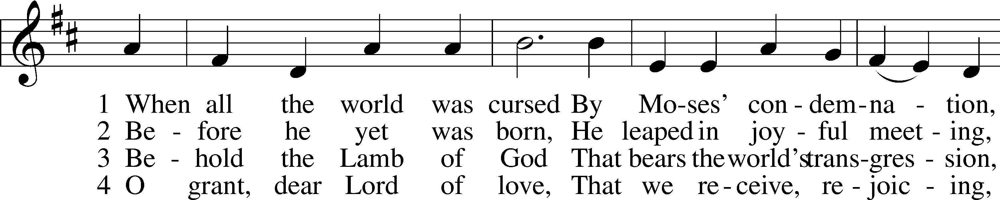 1 When all the world was cursed By Mo-ses’ con - dem-na - tion,
2 Be - fore he yet was born, He leaped in joy - ful meet - ing,
3 Be - hold the Lamb of God That bears the world’s trans-gres - sion,
4 O grant, dear Lord of love, That we re-ceive, re - joic - ing,